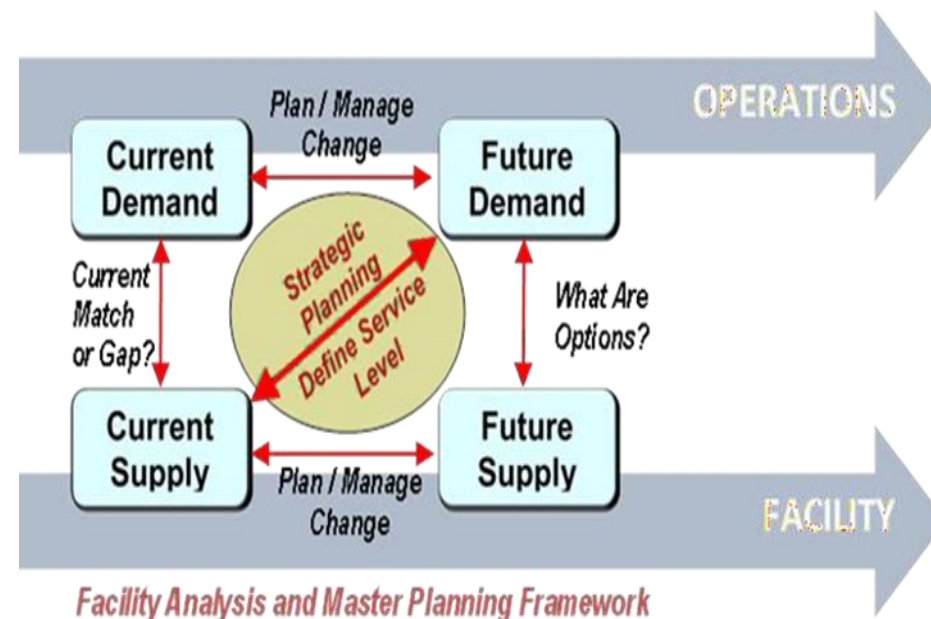 OPERATIONS
Plan / Manage
Change
Current
Demand
Future
Demand
Strategic
Planning
Define Service
Level
Current
Match
or Gap?
What Are
Options?
Current
Supply
Future
Supply
Plan / Manage
Change
FACILITY
Facility Analysis and Master Planning Framework